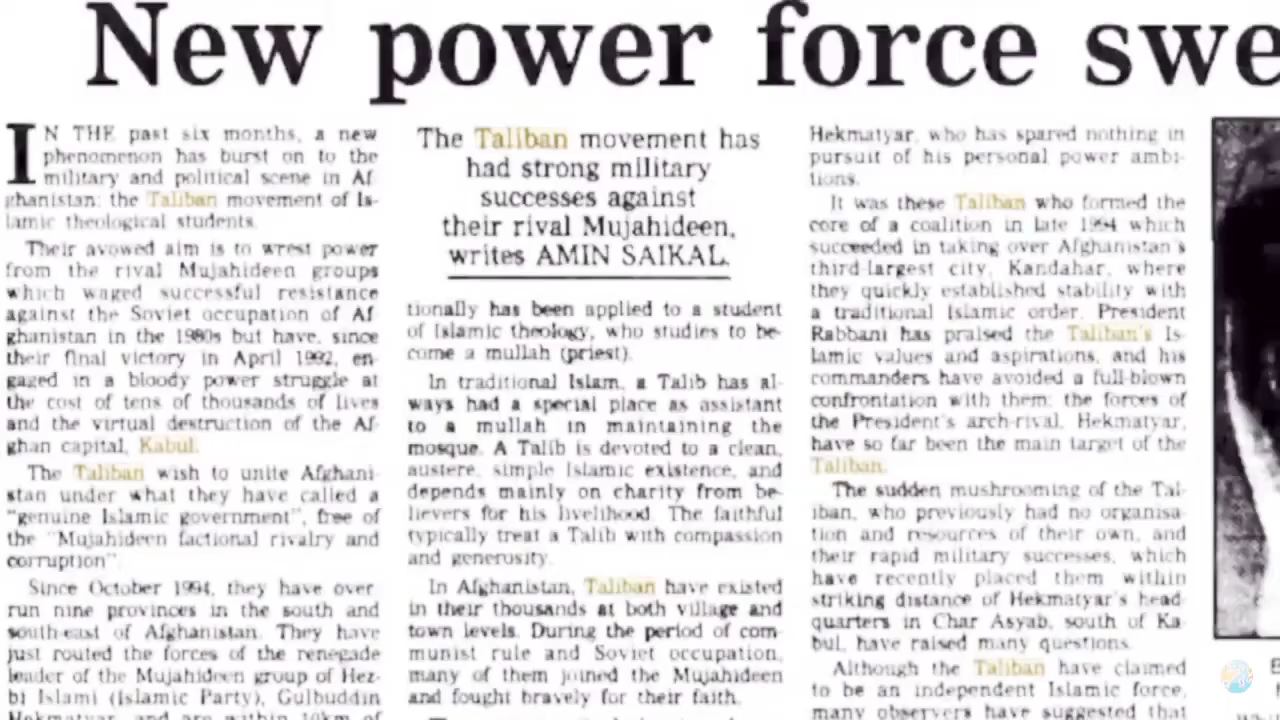 New power force swe
IN THE past six months, a new
phenomenon has burst on to the
military and political scene in Af-
ghanistan: the Taliban movement of Is-
lamic theological students.
Their avowed aim is to wrest power
from the rival Mujahideen groups
which waged successful resistance
against the Soviet occupation of Af-
ghanistan in the 1980s but have, since
their final victory in April 1992, en-
gaged in a bloody power struggle at
the cost of tens of thousands of lives
and the virtual destruction of the Af-
ghan capital, Kabul.
The Taliban wish to unite Afghani-
stan under what they have called a
"genuine Islamic government", free of
the "Mujahideen factional rivalry and
corruption".
Since October 1994, they have over-
run nine provinces in the south and
south-east of Afghanistan. They have
just routed the forces of the renegade
leader of the Mujahideen group of Hez-
bi Islami (Islamic Party), Gulbuddin
Hekmatyar, and are within 10km of
The Taliban movement has
had strong military
successes against
their rival Mujahideen,
writes AMIN SAIKAL.
tionally has been applied to a student
of Islamic theology, who studies to be-
come a mullah (priest).
In traditional Islam, a Talib has al-
ways had a special place as assistant
to a mullah in maintaining the
mosque. A Talib is devoted to a clean,
austere, simple Islamic existence, and
depends mainly on charity from be-
lievers for his livelihood. The faithful
typically treat a Talib with compassion
and generosity.
In Afghanistan, Taliban have existed
in their thousands at both village and
town levels. During the period of com-
munist rule and Soviet occupation,
many of them joined the Mujahideen
and fought bravely for their faith.
Hekmatyar, who has spared nothing in
pursuit of his personal power ambi-
tions.
It was these Taliban who formed the
core of a coalition in late 1994 which
succeeded in taking over Afghanistan's
third-largest city, Kandahar, where
they quickly established stability with
a traditional Islamic order. President
Rabbani has praised the Taliban's Is-
lamic values and aspirations, and his
commanders have avoided a full-blown
confrontation with them; the forces of
the President's arch-rival, Hekmatyar,
have so far been the main target of the
Taliban.
The sudden mushrooming of the Tal-
iban, who previously had no organisa-
tion and resources of their own, and
their rapid military successes, which
have recently placed them within
striking distance of Hekmatyar's head-
quarters in Char Asyab, south of Ka-
bul, have raised many questions.
Although the Taliban have claimed
to be an independent Islamic force,
many observers have suggested that